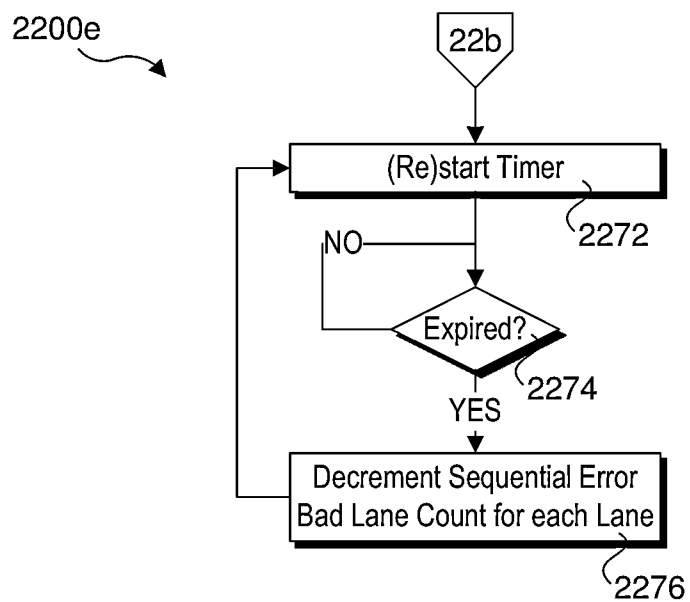 2200e
22b
(Re)start Timer
2272
NO
Expired?
2274
YES
Decrement Sequential Error
Bad Lane Count for each Lane
2276